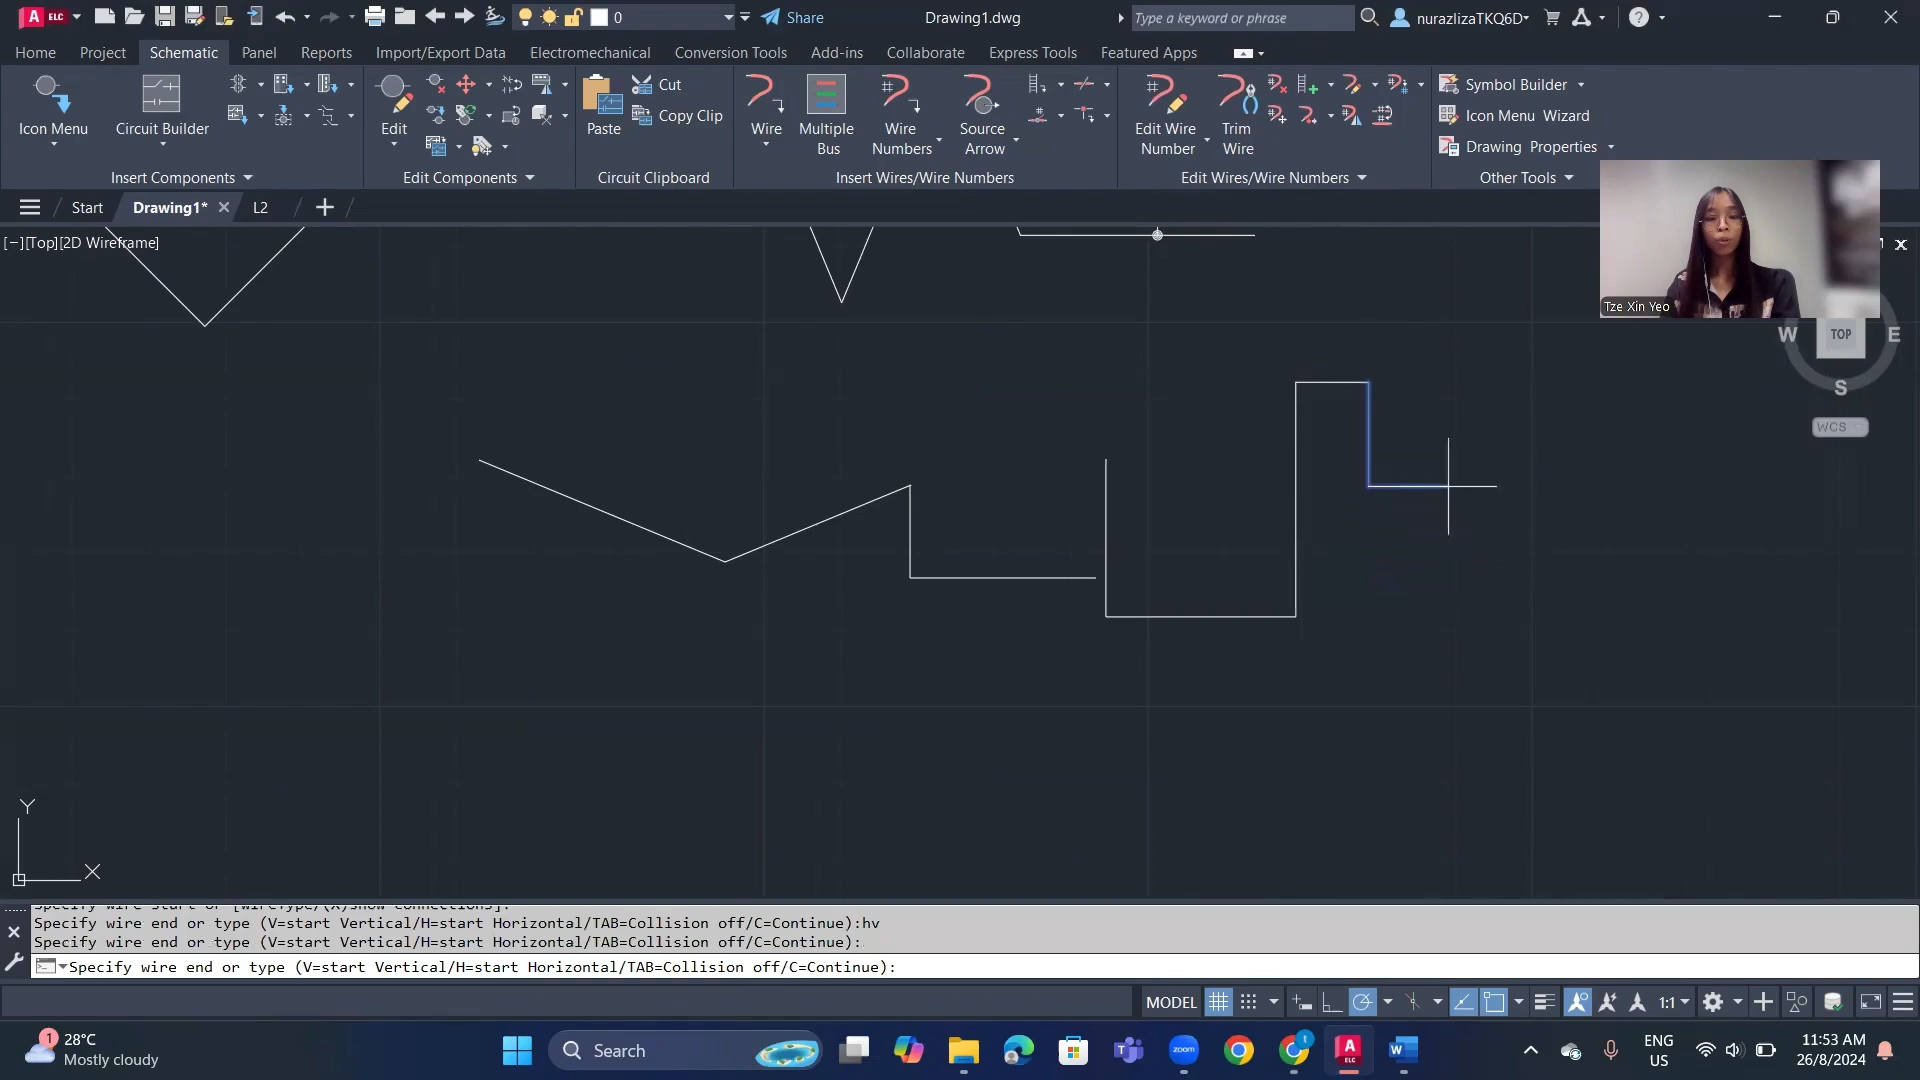 A ELC
0
Share
Drawing1.dwg
Type a keyword or phrase
nurazlizaTKQ6D
Home Project Schematic Panel Reports Import/Export Data Electromechanical Conversion Tools Add-ins Collaborate Express Tools Featured Apps
Icon Menu
Circuit Builder
Insert Components
Edit
Edit Components
Paste
Cut
Copy Clip
Circuit Clipboard
Wire
Multiple Bus
Wire Numbers
Source Arrow
Insert Wires/Wire Numbers
Edit Wire Number
Trim Wire
Edit Wires/Wire Numbers
Symbol Builder
Icon Menu Wizard
Drawing Properties
Other Tools
Start Drawing1* L2
[−][Top][2D Wireframe]
Tze Xin Yeo
W TOP E
S
WCS
Y
X
Specify wire end or type (V=start Vertical/H=start Horizontal/TAB=Collision off/C=Continue):hv
Specify wire end or type (V=start Vertical/H=start Horizontal/TAB=Collision off/C=Continue):
Specify wire end or type (V=start Vertical/H=start Horizontal/TAB=Collision off/C=Continue):
MODEL
1:1
1
28°C
Mostly cloudy
Search
zoom
t
A ELC
W
ENG
US
11:53 AM
26/8/2024